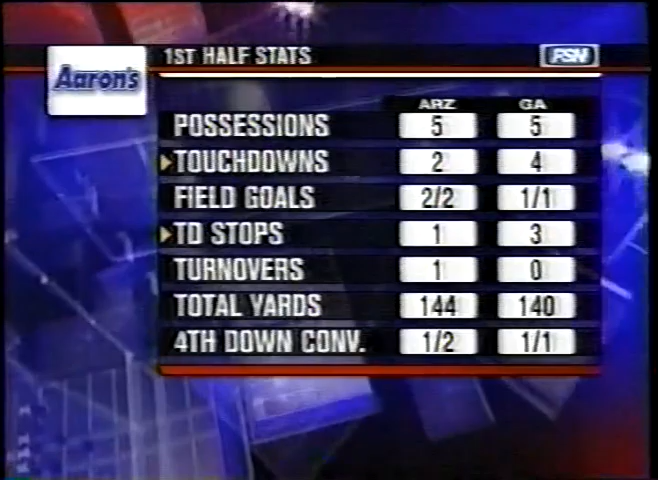 Aaron's
1ST HALF STATS
FSN
ARZ GA
POSSESSIONS 5 5
TOUCHDOWNS 2 4
FIELD GOALS 2/2 1/1
TD STOPS 1 3
TURNOVERS 1 0
TOTAL YARDS 144 140
4TH DOWN CONV. 1/2 1/1